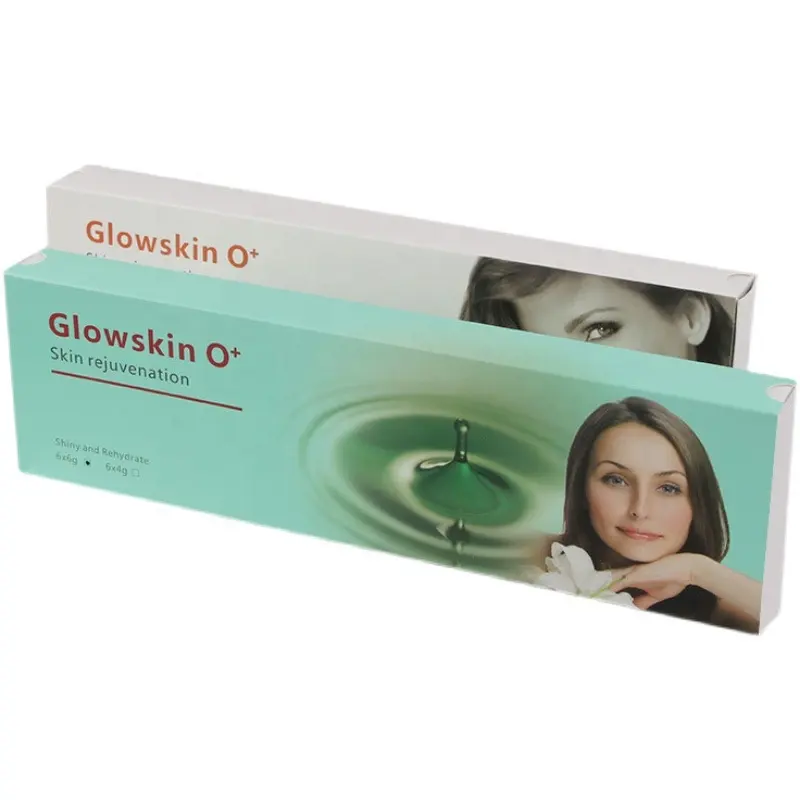 Glowskin O+
Glowskin O+
Skin rejuvenation
Shiny and Rehydrate
6x6g 6x4g